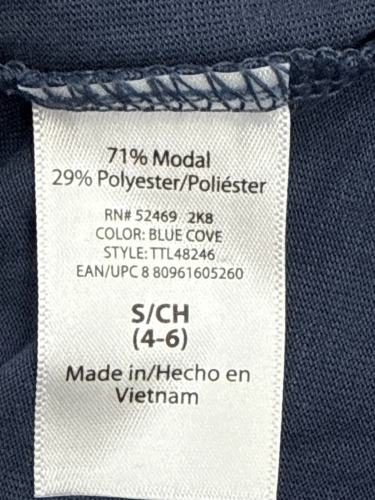 71% Modal
29% Polyester/Poliéster
RN# 52469 2K8
COLOR: BLUE COVE
STYLE: TTL48246
EAN/UPC 8 80961605260
S/CH
(4-6)
Made in/Hecho en
Vietnam